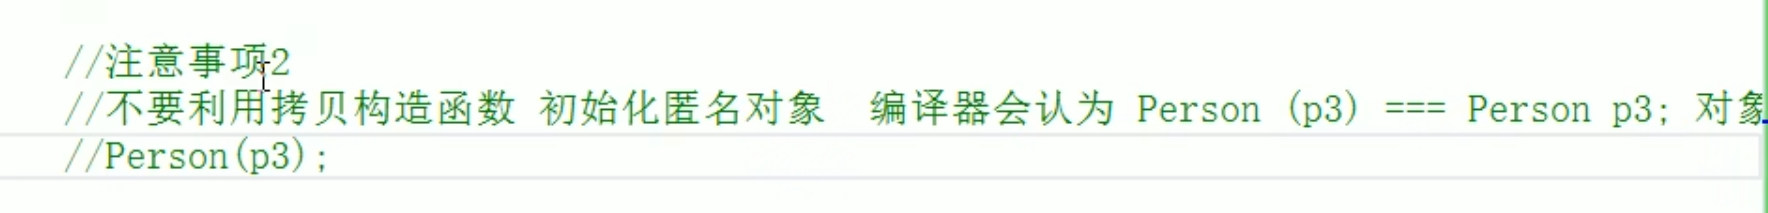 //注意事项2
//不要利用拷贝构造函数 初始化匿名对象  编译器会认为 Person (p3) === Person p3; 对象
//Person(p3);